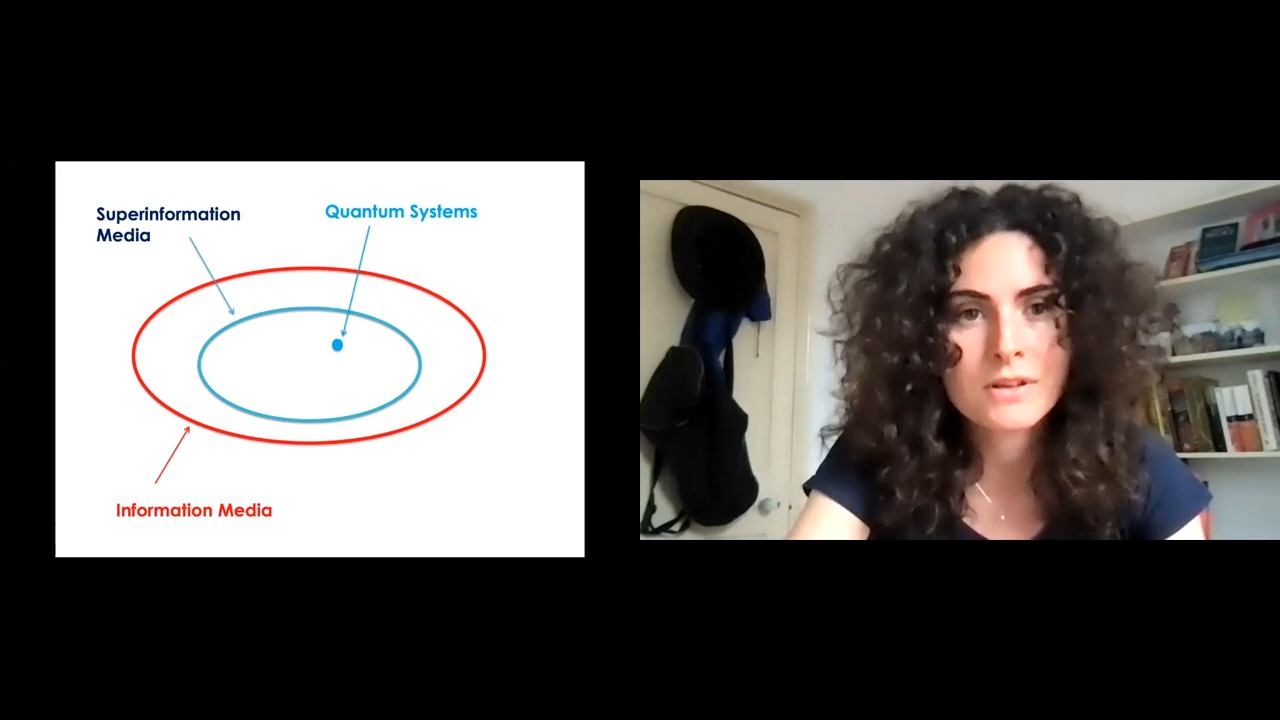 Superinformation
Media
Quantum Systems
Information Media